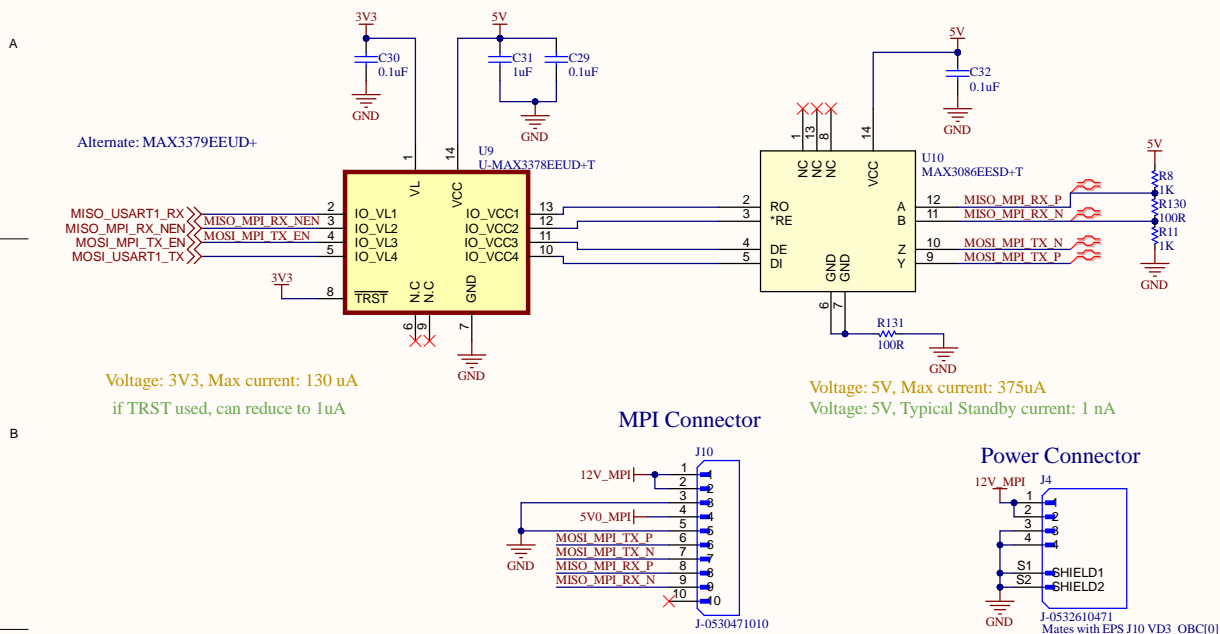 A
3V3
C30
0.1uF
GND
5V
C31
1uF
C29
0.1uF
GND
5V
C32
0.1uF
GND
Alternate: MAX3379EEUD+
U9
U-MAX3378EEUD+T
1
14
VL
VCC
MISO_USART1_RX
MISO_MPI_RX_NEN
MOSI_MPI_TX_EN
MOSI_USART1_TX
MISO_MPI_RX_NEN
MOSI_MPI_TX_EN
2
3
4
5
IO_VL1
IO_VL2
IO_VL3
IO_VL4
IO_VCC1
IO_VCC2
IO_VCC3
IO_VCC4
13
12
11
10
3V3
8
TRST
N.C
N.C
GND
6
9
7
GND
U10
MAX3086EESD+T
1
13
8
14
NC
NC
NC
VCC
2
3
4
5
RO
*RE
DE
DI
A
B
Z
Y
12
11
10
9
MISO_MPI_RX_P
MISO_MPI_RX_N
MOSI_MPI_TX_N
MOSI_MPI_TX_P
5V
R8
1K
R130
100R
R11
1K
GND
GND
GND
6
7
R131
100R
GND
Voltage: 3V3, Max current: 130 uA
if TRST used, can reduce to 1uA
Voltage: 5V, Max current: 375uA
Voltage: 5V, Typical Standby current: 1 nA
B
MPI Connector
J10
12V_MPI
5V0_MPI
GND
MOSI_MPI_TX_P
MOSI_MPI_TX_N
MISO_MPI_RX_P
MISO_MPI_RX_N
1
2
3
4
5
6
7
8
9
10
1
2
3
4
5
6
7
8
9
10
J-0530471010
Power Connector
J4
12V_MPI
1
2
3
4
S1
S2
1
2
3
4
SHIELD1
SHIELD2
GND
J-0532610471
Mates with EPS J10 VD3_OBC[0]